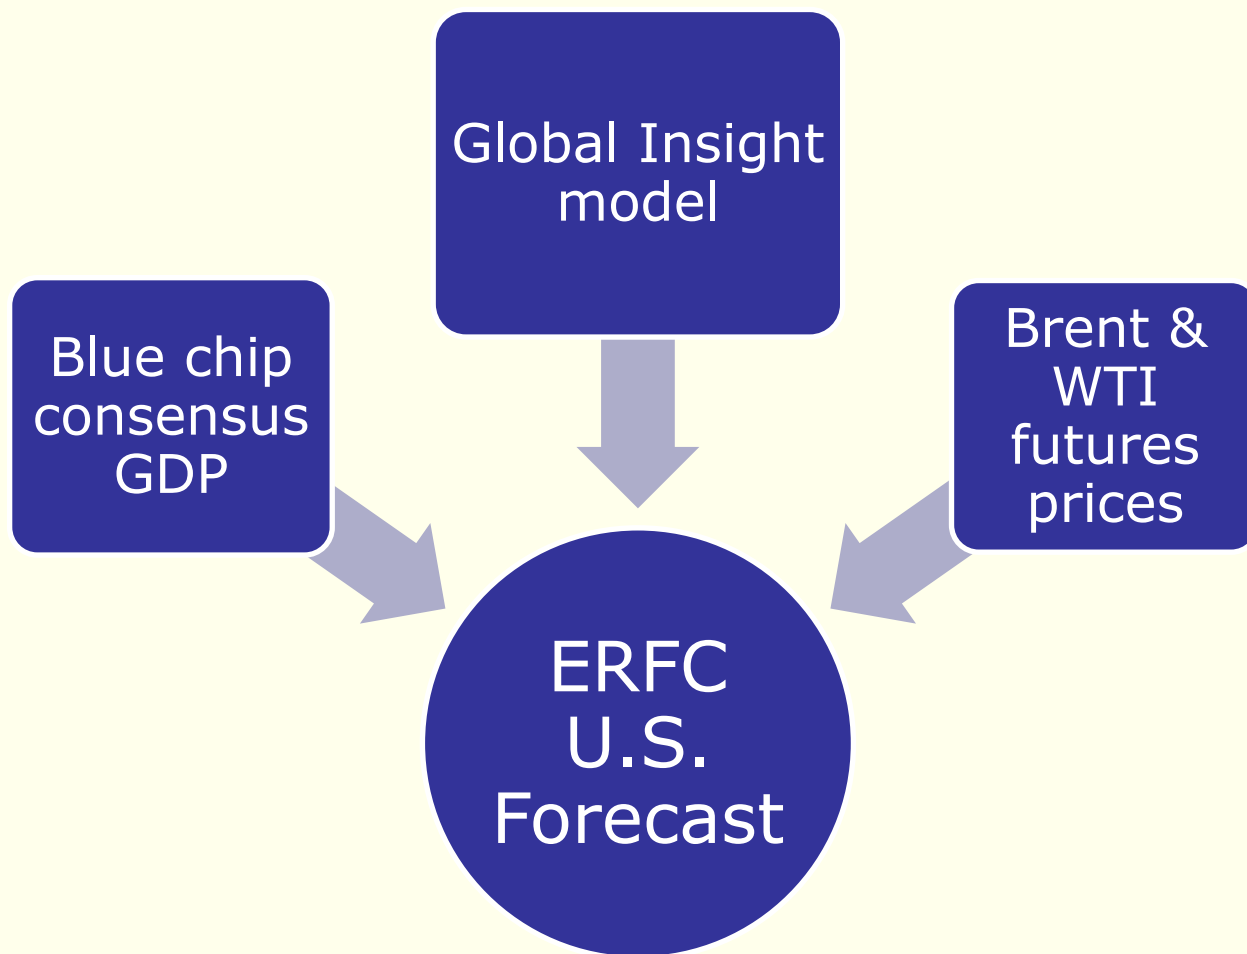 Global Insight
model
Blue chip
consensus
GDP
Brent &
WTI
futures
prices
ERFC
U.S.
Forecast